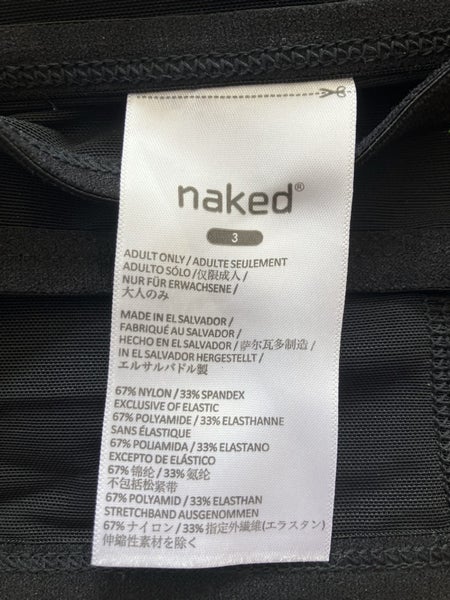 naked®
3
ADULT ONLY / ADULTE SEULEMENT
ADULTO SÓLO /仅限成人 /
NUR FÜR ERWACHSENE /
大人のみ
MADE IN EL SALVADOR /
FABRIQUÉ AU SALVADOR /
HECHO EN EL SALVADOR / 萨尔瓦多制造 /
IN EL SALVADOR HERGESTELLT /
エルサルバドル製
67% NYLON / 33% SPANDEX
EXCLUSIVE OF ELASTIC
67% POLYAMIDE / 33% ELASTHANNE
SANS ÉLASTIQUE
67% POLIAMIDA / 33% ELASTANO
EXCEPTO DE ELÁSTICO
67% 锦纶 / 33% 氨纶
不包括松紧带
67% POLYAMID / 33% ELASTHAN
STRETCHBAND AUSGENOMMEN
67% ナイロン / 33% 指定外繊維(エラスタン)
伸縮性素材を除く